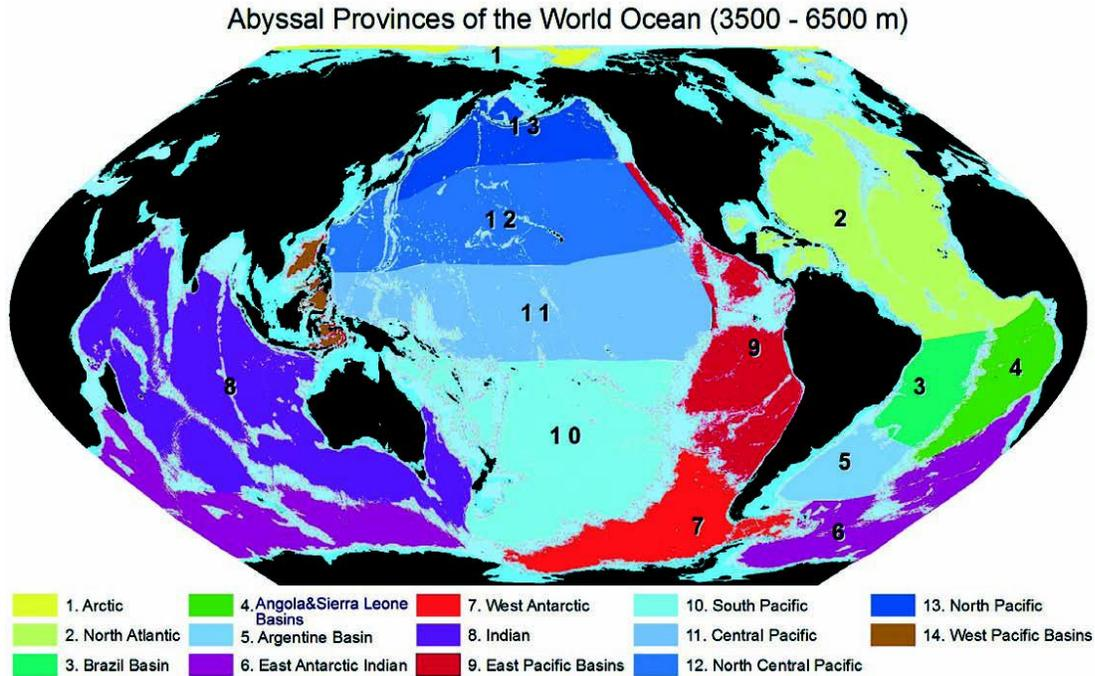 Abyssal Provinces of the World Ocean (3500 - 6500 m)
1
13
12
2
11
9
8
4
3
10
5
7
6
1. Arctic
2. North Atlantic
3. Brazil Basin
4. Angola&Sierra Leone
Basins
5. Argentine Basin
6. East Antarctic Indian
7. West Antarctic
8. Indian
9. East Pacific Basins
10. South Pacific
11. Central Pacific
12. North Central Pacific
13. North Pacific
14. West Pacific Basins